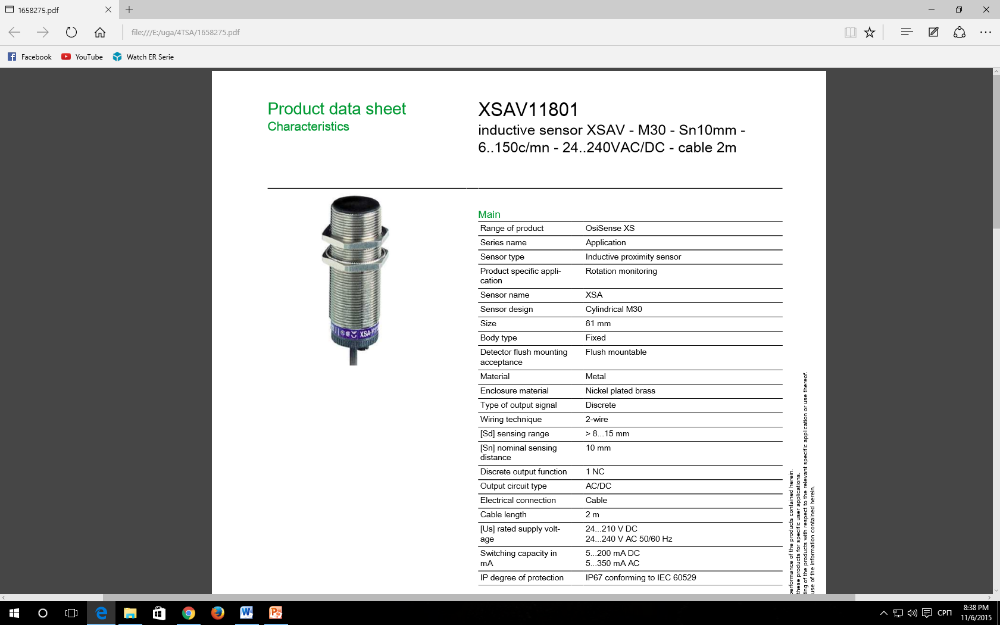 1658275.pdf
file:///E:/uga/4TSA/1658275.pdf
Facebook
YouTube
Watch ER Serie
Product data sheet
Characteristics
XSAV11801
inductive sensor XSAV - M30 - Sn10mm -
6..150c/mn - 24..240VAC/DC - cable 2m
Main
Range of product OsiSense XS
Series name Application
Sensor type Inductive proximity sensor
Product specific appli- Rotation monitoring
cation
Sensor name XSA
Sensor design Cylindrical M30
Size 81 mm
Body type Fixed
Detector flush mounting Flush mountable
acceptance
Material Metal
Enclosure material Nickel plated brass
Type of output signal Discrete
Wiring technique 2-wire
[Sd] sensing range > 8...15 mm
[Sn] nominal sensing 10 mm
distance
Discrete output function 1 NC
Output circuit type AC/DC
Electrical connection Cable
Cable length 2 m
[Us] rated supply volt- 24...210 V DC
age 24...240 V AC 50/60 Hz
Switching capacity in 5...200 mA DC
mA 5...350 mA AC
IP degree of protection IP67 conforming to IEC 60529
performance of the products contained herein.
these products for specific user applications.
ting of the products with respect to the relevant specific application or use thereof.
use of the information contained herein.
СРП
8:38 PM
11/6/2015